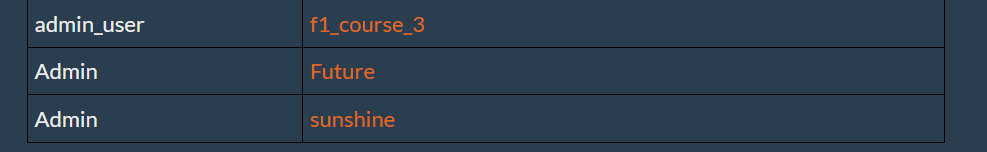 admin_user f1_course_3
Admin Future
Admin sunshine